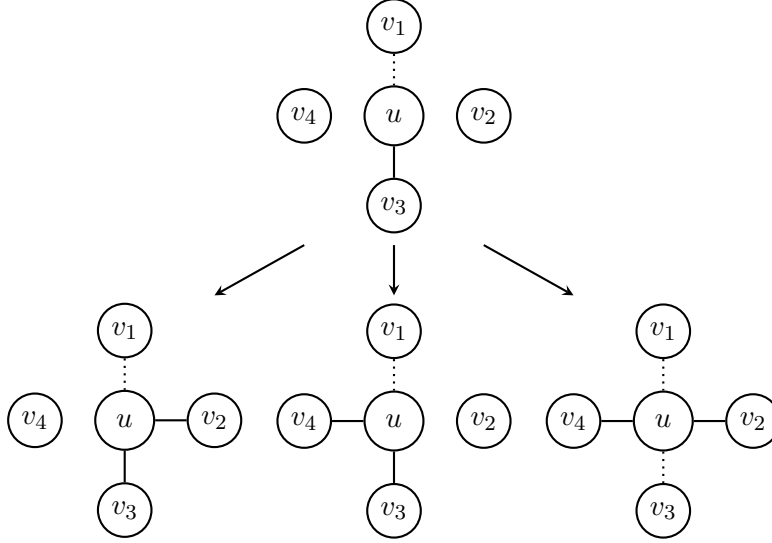 v₁
v₄ u v₂
v₃
v₁ v₁ v₁
v₄ u v₂ v₄ u v₂ v₄ u v₂
v₃ v₃ v₃